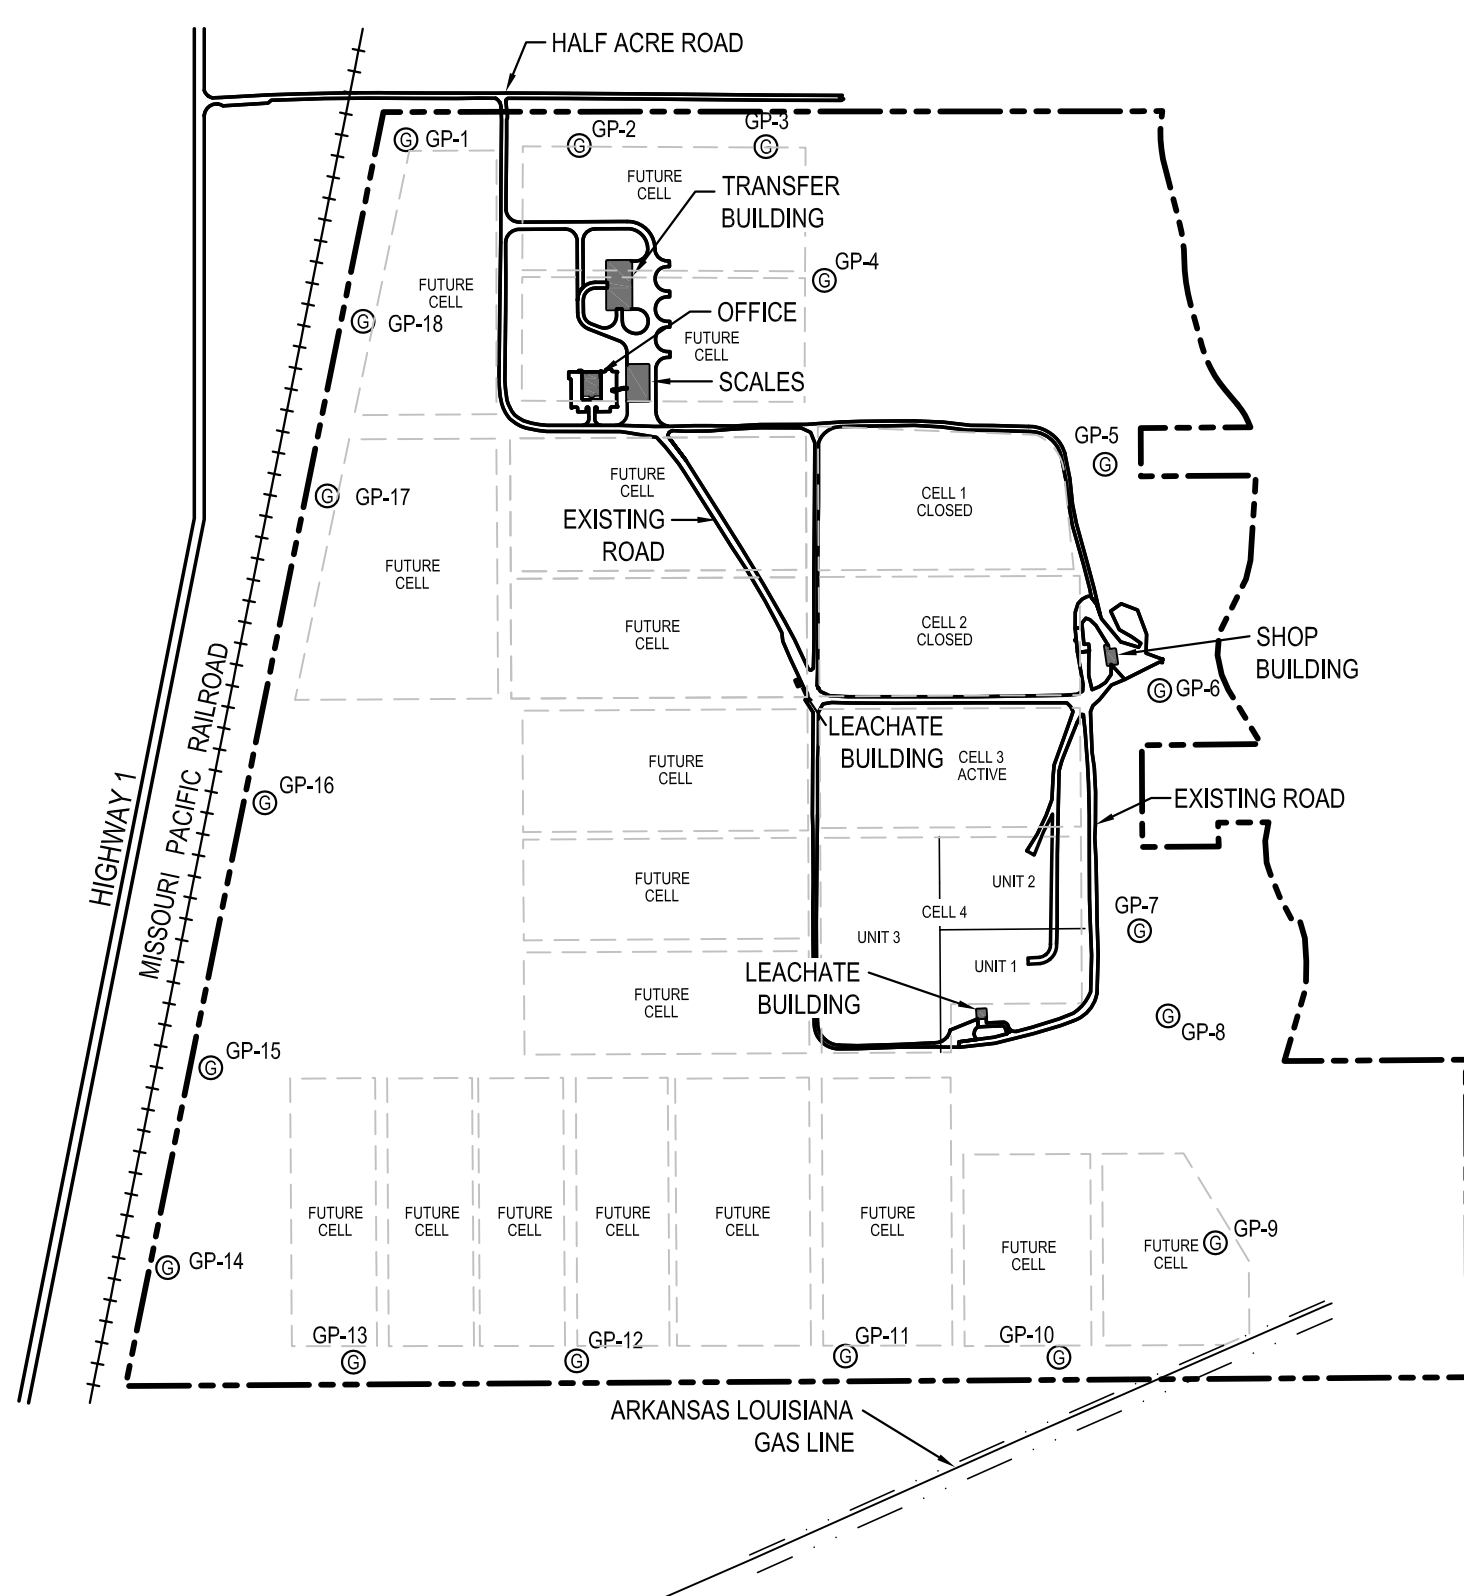 HALF ACRE ROAD
G GP-1
G GP-2
GP-3
G
FUTURE
CELL
TRANSFER
BUILDING
G GP-4
FUTURE
CELL
G GP-18
OFFICE
FUTURE
CELL
SCALES
GP-5
G
FUTURE
CELL
G GP-17
CELL 1
CLOSED
EXISTING
ROAD
FUTURE
CELL
FUTURE
CELL
CELL 2
CLOSED
SHOP
BUILDING
G GP-6
LEACHATE
BUILDING
CELL 3
ACTIVE
FUTURE
CELL
G GP-16
EXISTING ROAD
HIGHWAY 1
MISSOURI PACIFIC RAILROAD
FUTURE
CELL
UNIT 2
CELL 4
UNIT 3
UNIT 1
GP-7
G
LEACHATE
BUILDING
FUTURE
CELL
G
GP-8
G GP-15
FUTURE
CELL
FUTURE
CELL
FUTURE
CELL
FUTURE
CELL
FUTURE
CELL
FUTURE
CELL
FUTURE
CELL
FUTURE
CELL
G GP-9
G GP-14
GP-13
G
GP-12
G
GP-11
G
GP-10
G
ARKANSAS LOUISIANA
GAS LINE